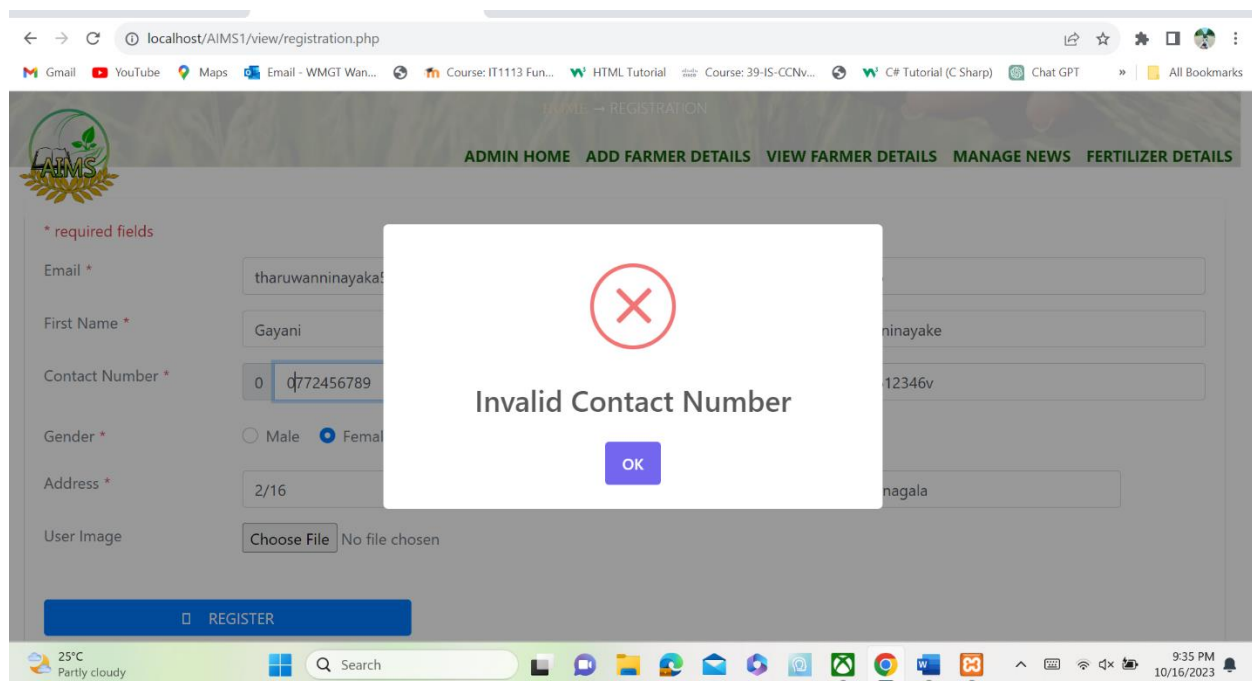 localhost/AIMS1/view/registration.php
Gmail YouTube Maps Email - WMGT Wan... Course: IT1113 Fun... HTML Tutorial Course: 39-IS-CCNv... C# Tutorial (C Sharp) Chat GPT » All Bookmarks
HOME → REGISTRATION
AIMS
ADMIN HOME ADD FARMER DETAILS VIEW FARMER DETAILS MANAGE NEWS FERTILIZER DETAILS
* required fields
Email * tharuwanninayaka5
First Name * Gayani ninayake
Contact Number * 0 0772456789 12346v
Invalid Contact Number
Gender * Male Femal
OK
Address * 2/16 nagala
User Image Choose File No file chosen
REGISTER
25°C
Partly cloudy
Search
9:35 PM
10/16/2023